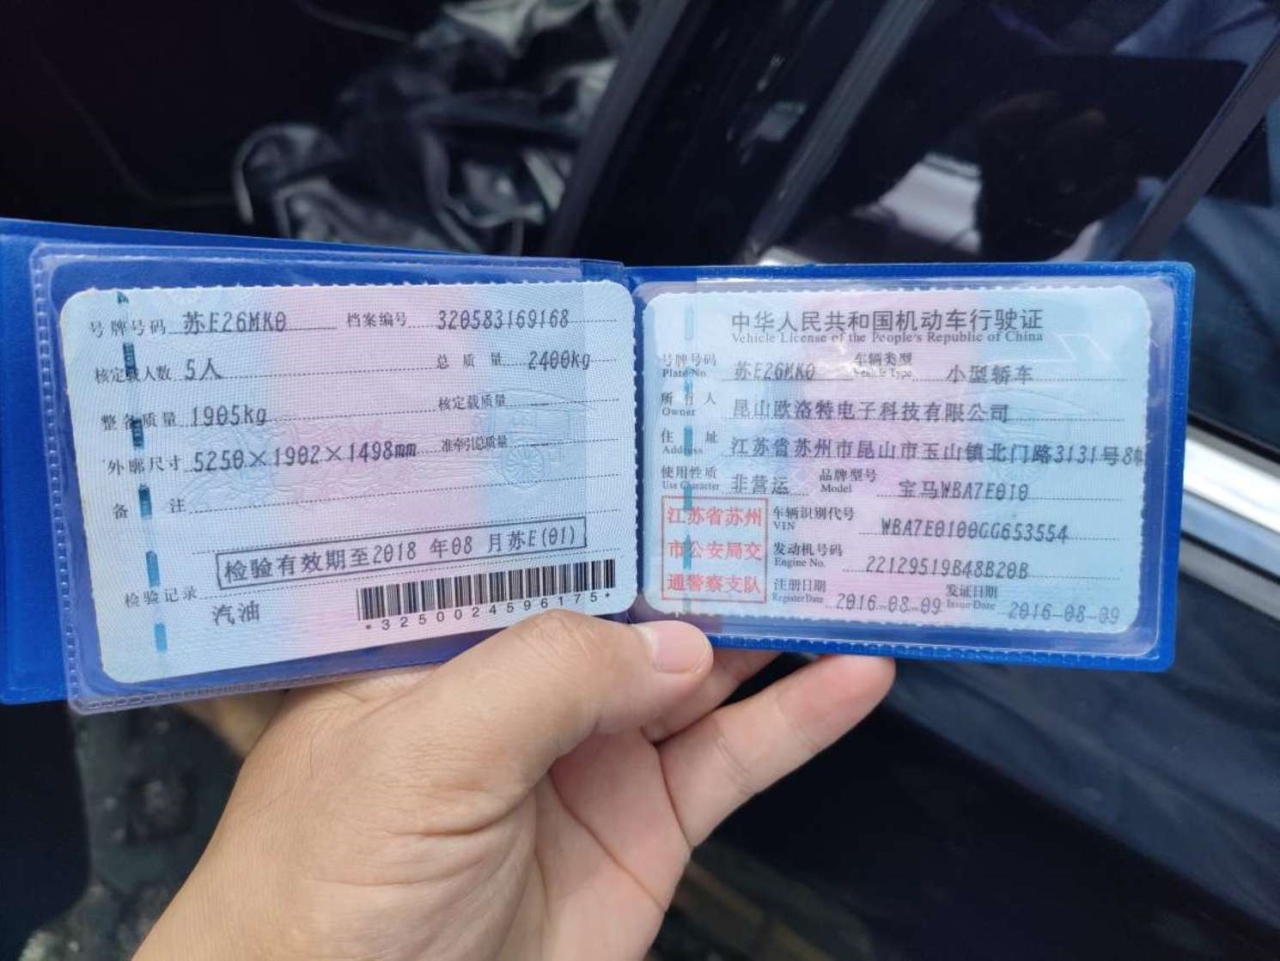 号牌号码 苏E26MK0 档案编号 320583169168
核定载人数 5人 总质量 2400kg
整备质量 1905kg 核定载质量
外廓尺寸 5250×1902×1498mm 准牵引总质量
备注
检验有效期至2018 年08 月苏E(01)
检验记录
汽油
*3250024596175*
中华人民共和国机动车行驶证
Vehicle License of the People's Republic of China
号牌号码 苏E26MK0 车辆类型 小型轿车
Plate No. Vehicle Type
所有人 昆山欧洛特电子科技有限公司
Owner
住址 江苏省苏州市昆山市玉山镇北门路3131号8幢
Address
使用性质 非营运 品牌型号 宝马WBA7E010
Use Character Model
江苏省苏州
市公安局交
通警察支队
车辆识别代号 WBA7E0100GG653554
VIN
发动机号码 22129519B48B20B
Engine No.
注册日期 2016-08-09 发证日期 2016-08-09
Register Date Issue Date